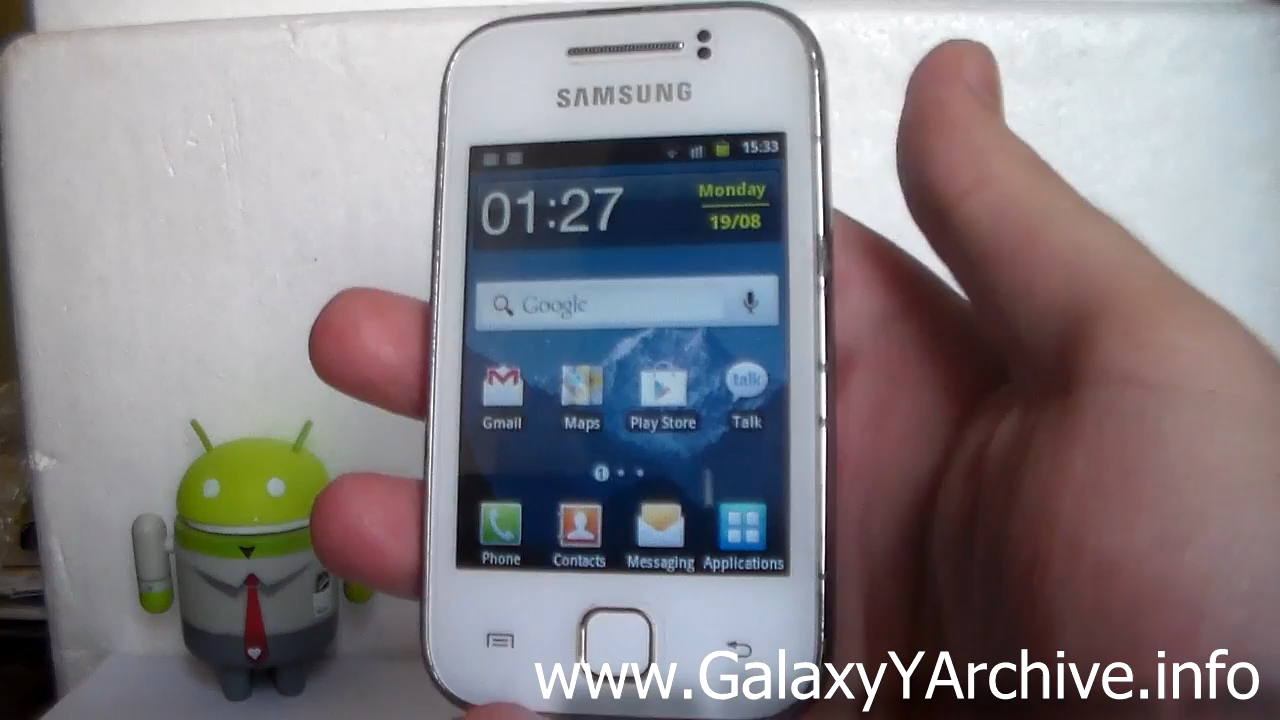 SAMSUNG
15:33
01:27
Monday
19/08
Google
Gmail
Maps
Play Store
talk
Talk
1
Phone
Contacts
Messaging
Applications
www.GalaxyYArchive.info